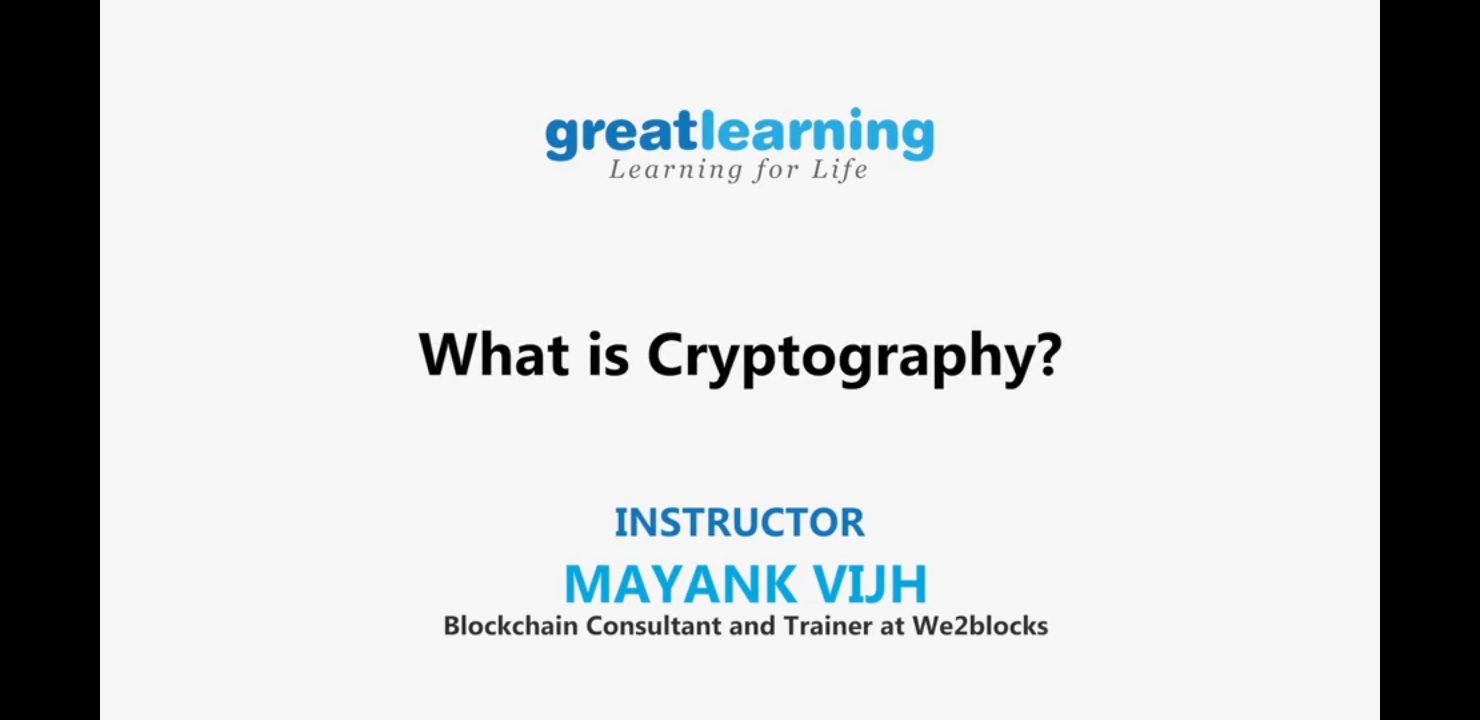 greatlearning
Learning for Life
What is Cryptography?
INSTRUCTOR
MAYANK VIJH
Blockchain Consultant and Trainer at We2blocks